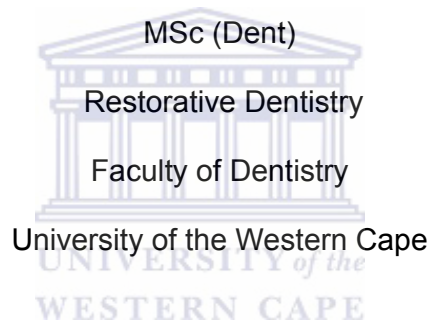 MSc (Dent)
Restorative Dentistry
Faculty of Dentistry
University of the Western Cape
UNIVERSITY of the
WESTERN CAPE